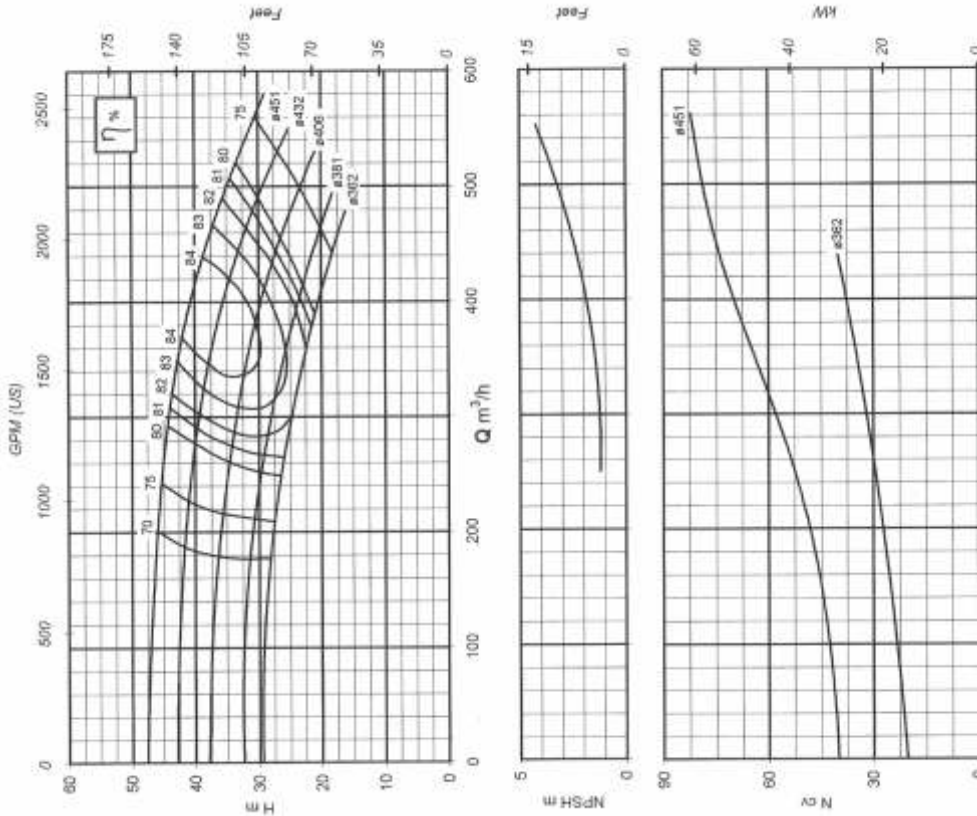 GPM (US)
0 500 1000 1500 2000 2500
H m
60
50
40
30
20
10
0
70 75 80 81 82 83 84 84 83 82 81 80 75
η %
ø451
ø432
ø406
ø381
ø362
Feet
175
140
105
70
35
0
0 100 200 Q m³/h 400 500 600
NPSH m
5
0
Feet
15
0
N cv
90
60
30
0
ø451
ø362
kW
60
40
20
0